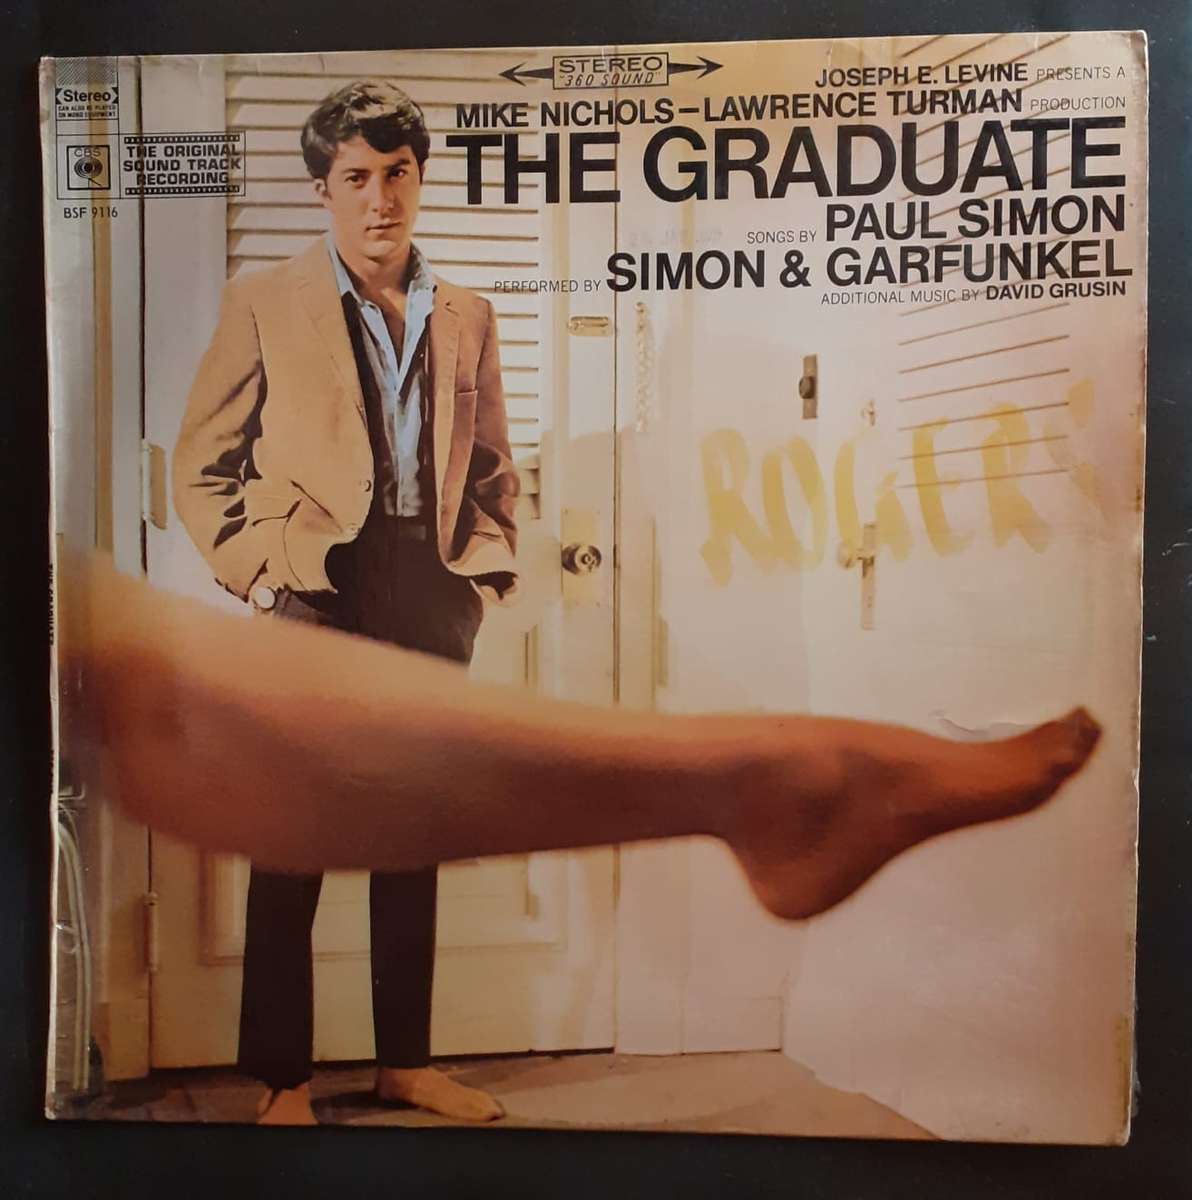 Stereo
CAN ALSO BE PLAYED
ON MONO EQUIPMENT
CBS
THE ORIGINAL
SOUND TRACK
RECORDING
BSF 9116
STEREO
"360 SOUND"
JOSEPH E. LEVINE PRESENTS A
MIKE NICHOLS–LAWRENCE TURMAN PRODUCTION
THE GRADUATE
SONGS BY PAUL SIMON
PERFORMED BY SIMON & GARFUNKEL
ADDITIONAL MUSIC BY DAVID GRUSIN
ROGERS